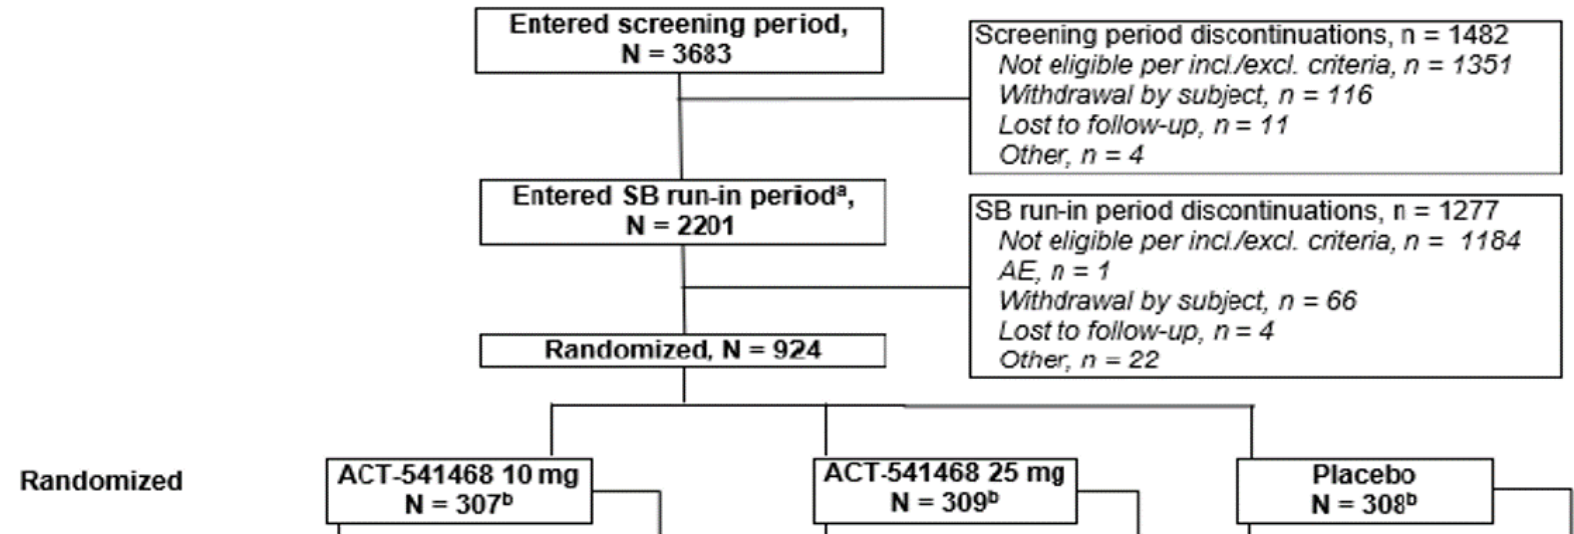 Entered screening period,
N = 3683
Screening period discontinuations, n = 1482
Not eligible per incl./excl. criteria, n = 1351
Withdrawal by subject, n = 116
Lost to follow-up, n = 11
Other, n = 4
Entered SB run-in periodᵃ,
N = 2201
SB run-in period discontinuations, n = 1277
Not eligible per incl./excl. criteria, n = 1184
AE, n = 1
Withdrawal by subject, n = 66
Lost to follow-up, n = 4
Other, n = 22
Randomized, N = 924
Randomized
ACT-541468 10 mg
N = 307ᵇ
ACT-541468 25 mg
N = 309ᵇ
Placebo
N = 308ᵇ